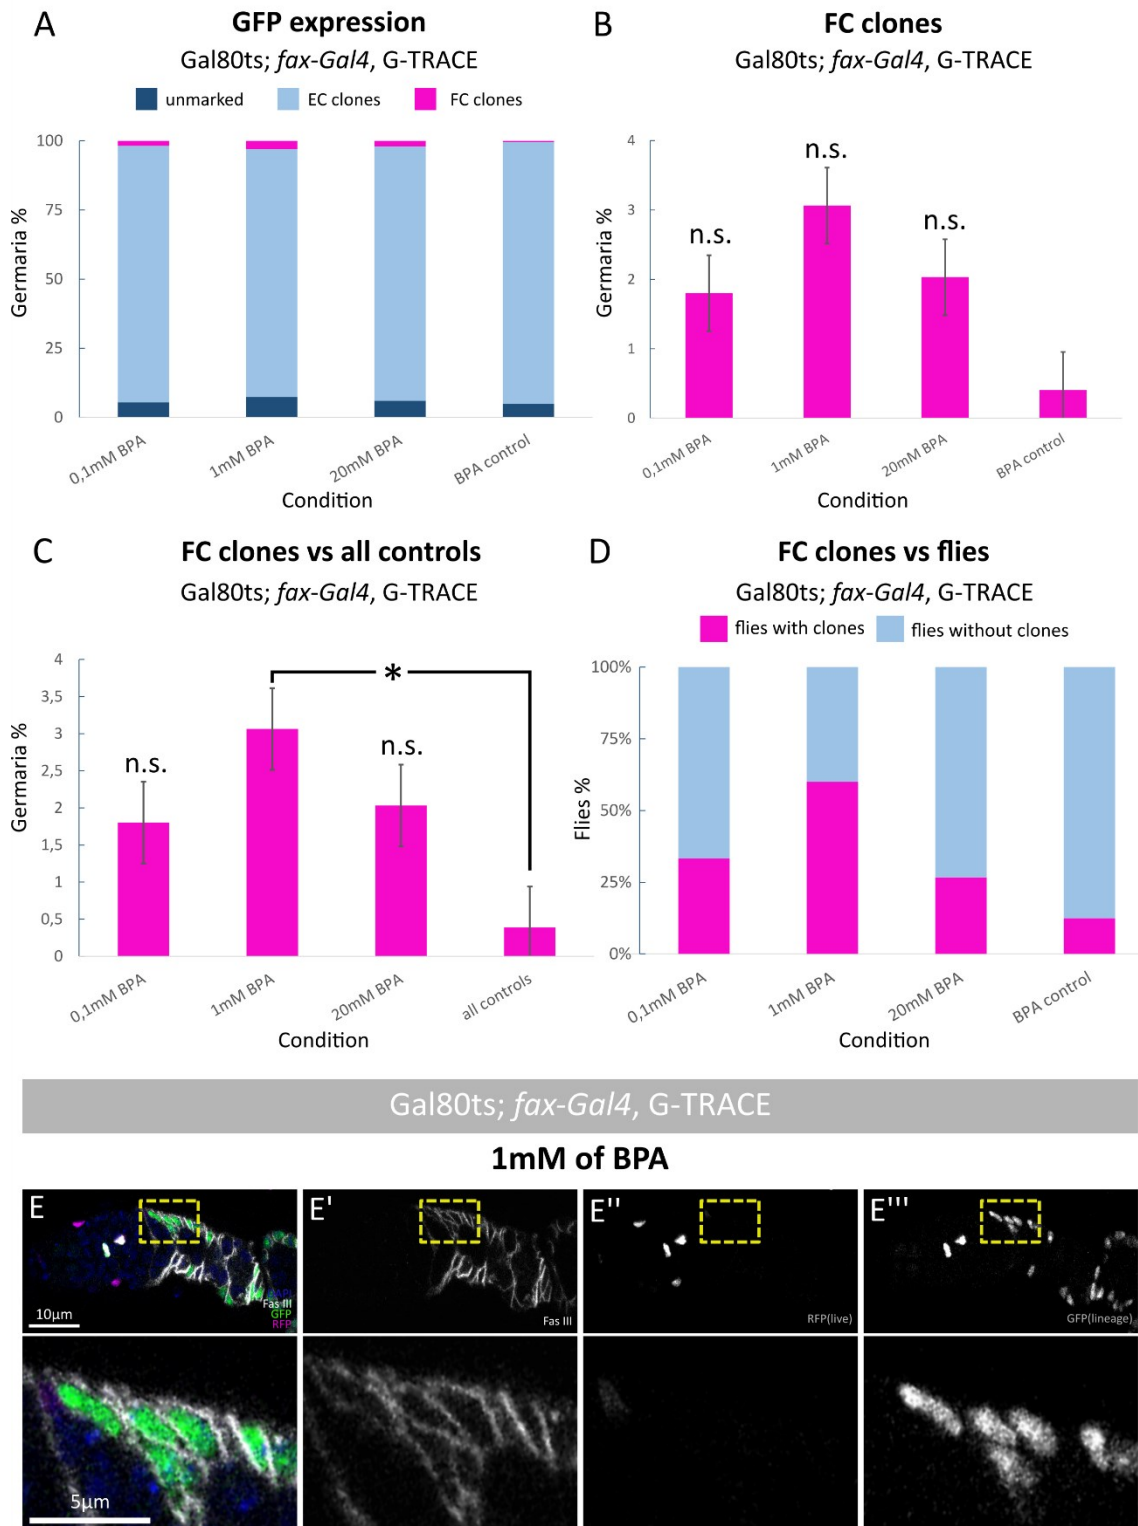 A
GFP expression
Gal80ts; fax-Gal4, G-TRACE
unmarked
EC clones
FC clones
100
75
50
25
0
Germaria %
0,1mM BPA
1mM BPA
20mM BPA
BPA control
Condition
B
FC clones
Gal80ts; fax-Gal4, G-TRACE
4
3
2
1
0
Germaria %
n.s.
n.s.
n.s.
0,1mM BPA
1mM BPA
20mM BPA
BPA control
Condition
C
FC clones vs all controls
Gal80ts; fax-Gal4, G-TRACE
4
3,5
3
2,5
2
1,5
1
0,5
0
Germaria %
n.s.
n.s.
*
0,1mM BPA
1mM BPA
20mM BPA
all controls
Condition
D
FC clones vs flies
Gal80ts; fax-Gal4, G-TRACE
flies with clones
flies without clones
100%
75%
50%
25%
0%
Flies %
0,1mM BPA
1mM BPA
20mM BPA
BPA control
Condition
Gal80ts; fax-Gal4, G-TRACE
1mM of BPA
E
DAPI
Fas III
GFP
RFP
10μm
E'
Fas III
E''
RFP(live)
E'''
GFP(lineage)
5μm